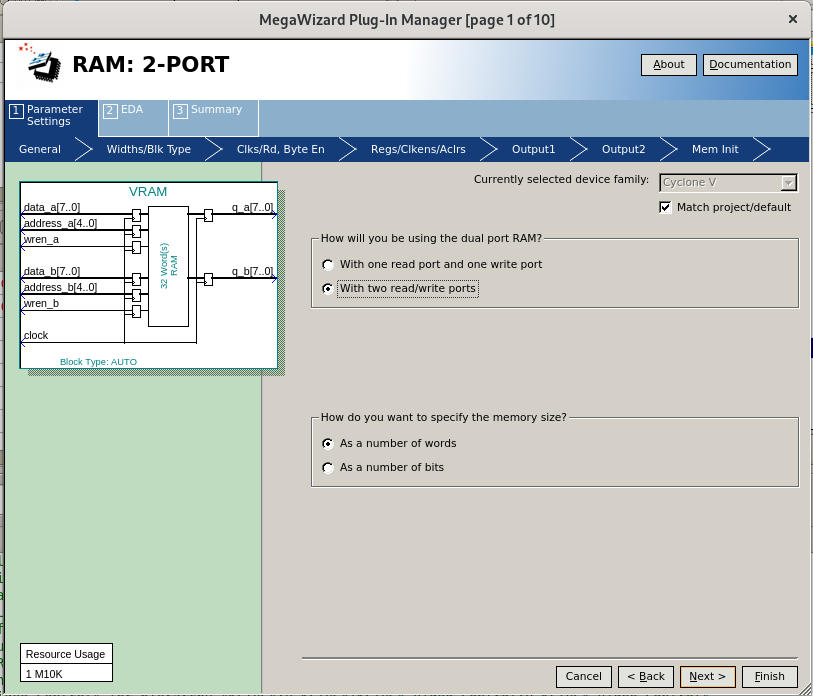 MegaWizard Plug-In Manager [page 1 of 10]
RAM: 2-PORT
About
Documentation
1 Parameter Settings
2 EDA
3 Summary
General
Widths/Blk Type
Clks/Rd, Byte En
Regs/Clkens/Aclrs
Output1
Output2
Mem Init
VRAM
data_a[7..0]
q_a[7..0]
address_a[4..0]
wren_a
32 Word(s)
RAM
data_b[7..0]
q_b[7..0]
address_b[4..0]
wren_b
clock
Block Type: AUTO
Currently selected device family:
Cyclone V
Match project/default
How will you be using the dual port RAM?
With one read port and one write port
With two read/write ports
How do you want to specify the memory size?
As a number of words
As a number of bits
Resource Usage
1 M10K
Cancel
< Back
Next >
Finish